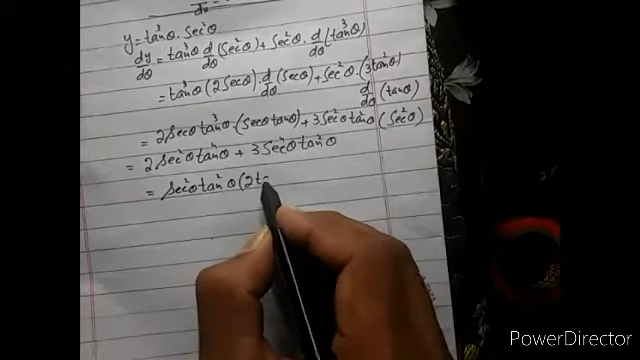 dv
y = tan³θ · sec²θ
dy/dθ = tan³θ d/dθ (sec²θ) + sec²θ · d/dθ (tan³θ)
= tan³θ (2secθ) · d/dθ (secθ) + sec²θ · (3tan²θ) d/dθ (tanθ)
= 2secθ tan³θ · (secθ tanθ) + 3sec²θ tan²θ (sec²θ)
= 2sec²θ tan⁴θ + 3sec⁴θ tan²θ
= sec²θ tan²θ (2t
PowerDirector